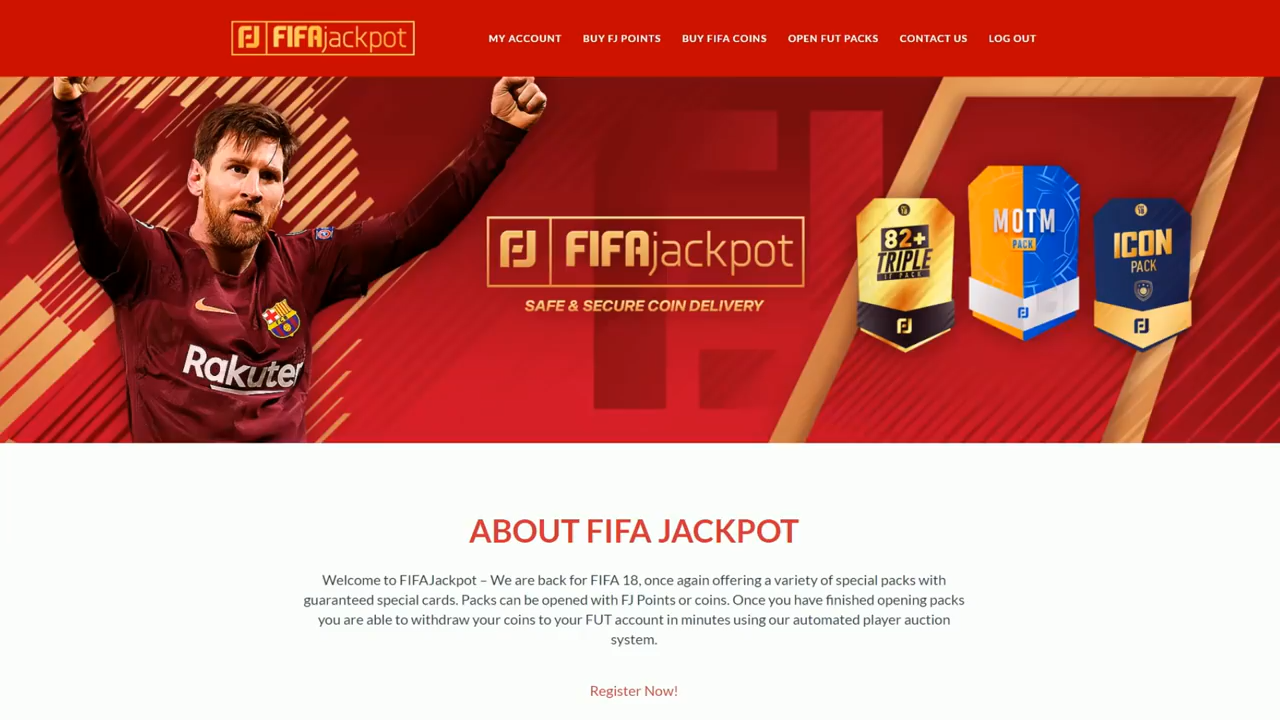 FJ FIFAjackpot
MY ACCOUNT BUY FJ POINTS BUY FIFA COINS OPEN FUT PACKS CONTACT US LOG OUT
FJ FIFAjackpot
SAFE & SECURE COIN DELIVERY
Rakuten
82+
TRIPLE
IF PACK
FJ
MOTM
PACK
FJ
ICON
PACK
FJ
ABOUT FIFA JACKPOT
Welcome to FIFAJackpot – We are back for FIFA 18, once again offering a variety of special packs with
guaranteed special cards. Packs can be opened with FJ Points or coins. Once you have finished opening packs
you are able to withdraw your coins to your FUT account in minutes using our automated player auction
system.
Register Now!